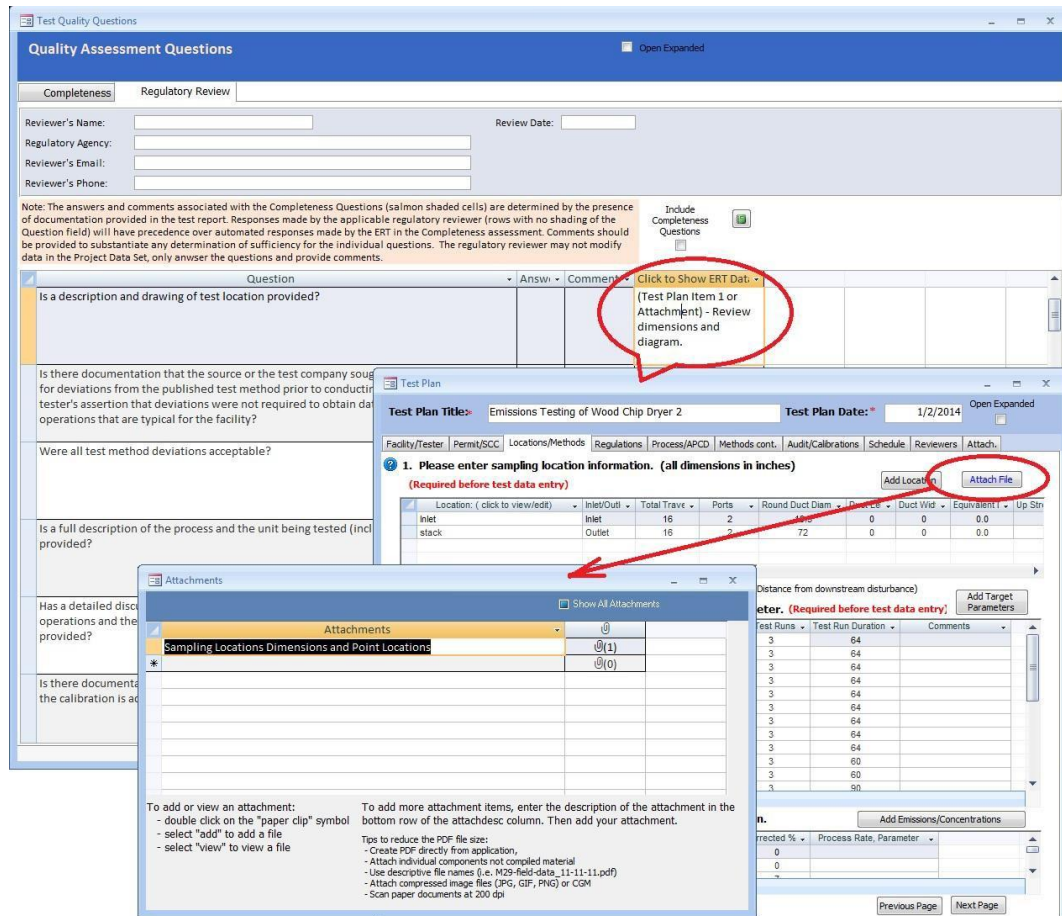 Test Quality Questions
Quality Assessment Questions
Open Expanded
Completeness
Regulatory Review
Reviewer's Name:
Review Date:
Regulatory Agency:
Reviewer's Email:
Reviewer's Phone:
Note: The answers and comments associated with the Completeness Questions (salmon shaded cells) are determined by the presence
of documentation provided in the test report. Responses made by the applicable regulatory reviewer (rows with no shading of the
Question field) will have precedence over automated responses made by the ERT in the Completeness assessment. Comments should
be provided to substantiate any determination of sufficiency for the individual questions. The regulatory reviewer may not modify
data in the Project Data Set, only anwser the questions and provide comments.
Include
Completeness
Questions
Question Answ Comment Click to Show ERT Dat
Is a description and drawing of test location provided?
(Test Plan Item 1 or
Attachment) - Review
dimensions and
diagram.
Is there documentation that the source or the test company soug
for deviations from the published test method prior to conductin
tester's assertion that deviations were not required to obtain dat
operations that are typical for the facility?
Were all test method deviations acceptable?
Is a full description of the process and the unit being tested (incl
provided?
Has a detailed discu
operations and the
provided?
Is there documenta
the calibration is ac
Test Plan
Test Plan Title:* Emissions Testing of Wood Chip Dryer 2 Test Plan Date:* 1/2/2014 Open Expanded
Facility/Tester Permit/SCC Locations/Methods Regulations Process/APCD Methods cont. Audit/Calibrations Schedule Reviewers Attach.
1. Please enter sampling location information. (all dimensions in inches)
(Required before test data entry)
Add Location
Attach File
Location: ( click to view/edit) Inlet/Outl Total Trave Ports Round Duct Diam Duct Wid Equivalent Up Stre
Inlet Inlet 16 2 0 0 0.0
stack Outlet 16 2 72 0 0 0.0
Distance from downstream disturbance)
eter. (Required before test data entry)
Add Target
Parameters
Test Runs Test Run Duration Comments
3 64
3 64
3 64
3 64
3 64
3 64
3 64
3 60
3 60
3 90
n.
Add Emissions/Concentrations
rrected % Process Rate, Parameter
0
0
Previous Page Next Page
Attachments
Show All Attachments
Attachments
Sampling Locations Dimensions and Point Locations (1)
* (0)
To add or view an attachment:
- double click on the "paper clip" symbol
- select "add" to add a file
- select "view" to view a file
To add more attachment items, enter the description of the attachment in the
bottom row of the attachdesc column. Then add your attachment.
Tips to reduce the PDF file size:
- Create PDF directly from application,
- Attach individual components not compiled material
- Use descriptive file names (i.e. M29-field-data_11-11-11.pdf)
- Attach compressed image files (JPG, GIF, PNG) or CGM
- Scan paper documents at 200 dpi